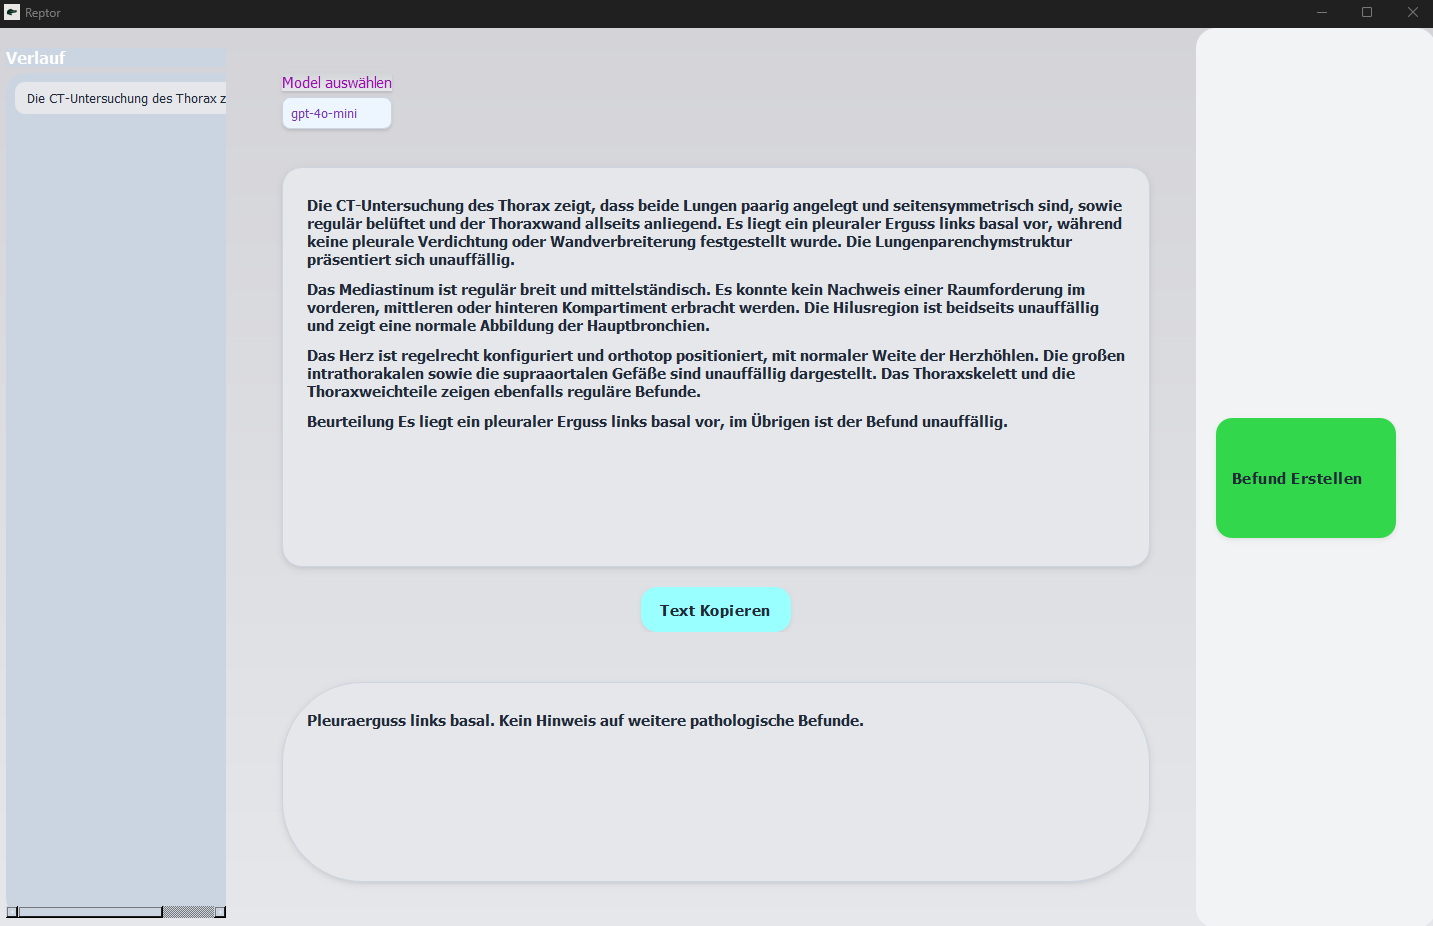 Reptor
Verlauf
Die CT-Untersuchung des Thorax z
Model auswählen
gpt-4o-mini
Die CT-Untersuchung des Thorax zeigt, dass beide Lungen paarig angelegt und seitensymmetrisch sind, sowie
regulär belüftet und der Thoraxwand allseits anliegend. Es liegt ein pleuraler Erguss links basal vor, während
keine pleurale Verdichtung oder Wandverbreiterung festgestellt wurde. Die Lungenparenchymstruktur
präsentiert sich unauffällig.
Das Mediastinum ist regulär breit und mittelständisch. Es konnte kein Nachweis einer Raumforderung im
vorderen, mittleren oder hinteren Kompartiment erbracht werden. Die Hilusregion ist beidseits unauffällig
und zeigt eine normale Abbildung der Hauptbronchien.
Das Herz ist regelrecht konfiguriert und orthotop positioniert, mit normaler Weite der Herzhöhlen. Die großen
intrathorakalen sowie die supraaortalen Gefäße sind unauffällig dargestellt. Das Thoraxskelett und die
Thoraxweichteile zeigen ebenfalls reguläre Befunde.
Beurteilung Es liegt ein pleuraler Erguss links basal vor, im Übrigen ist der Befund unauffällig.
Text Kopieren
Pleuraerguss links basal. Kein Hinweis auf weitere pathologische Befunde.
Befund Erstellen